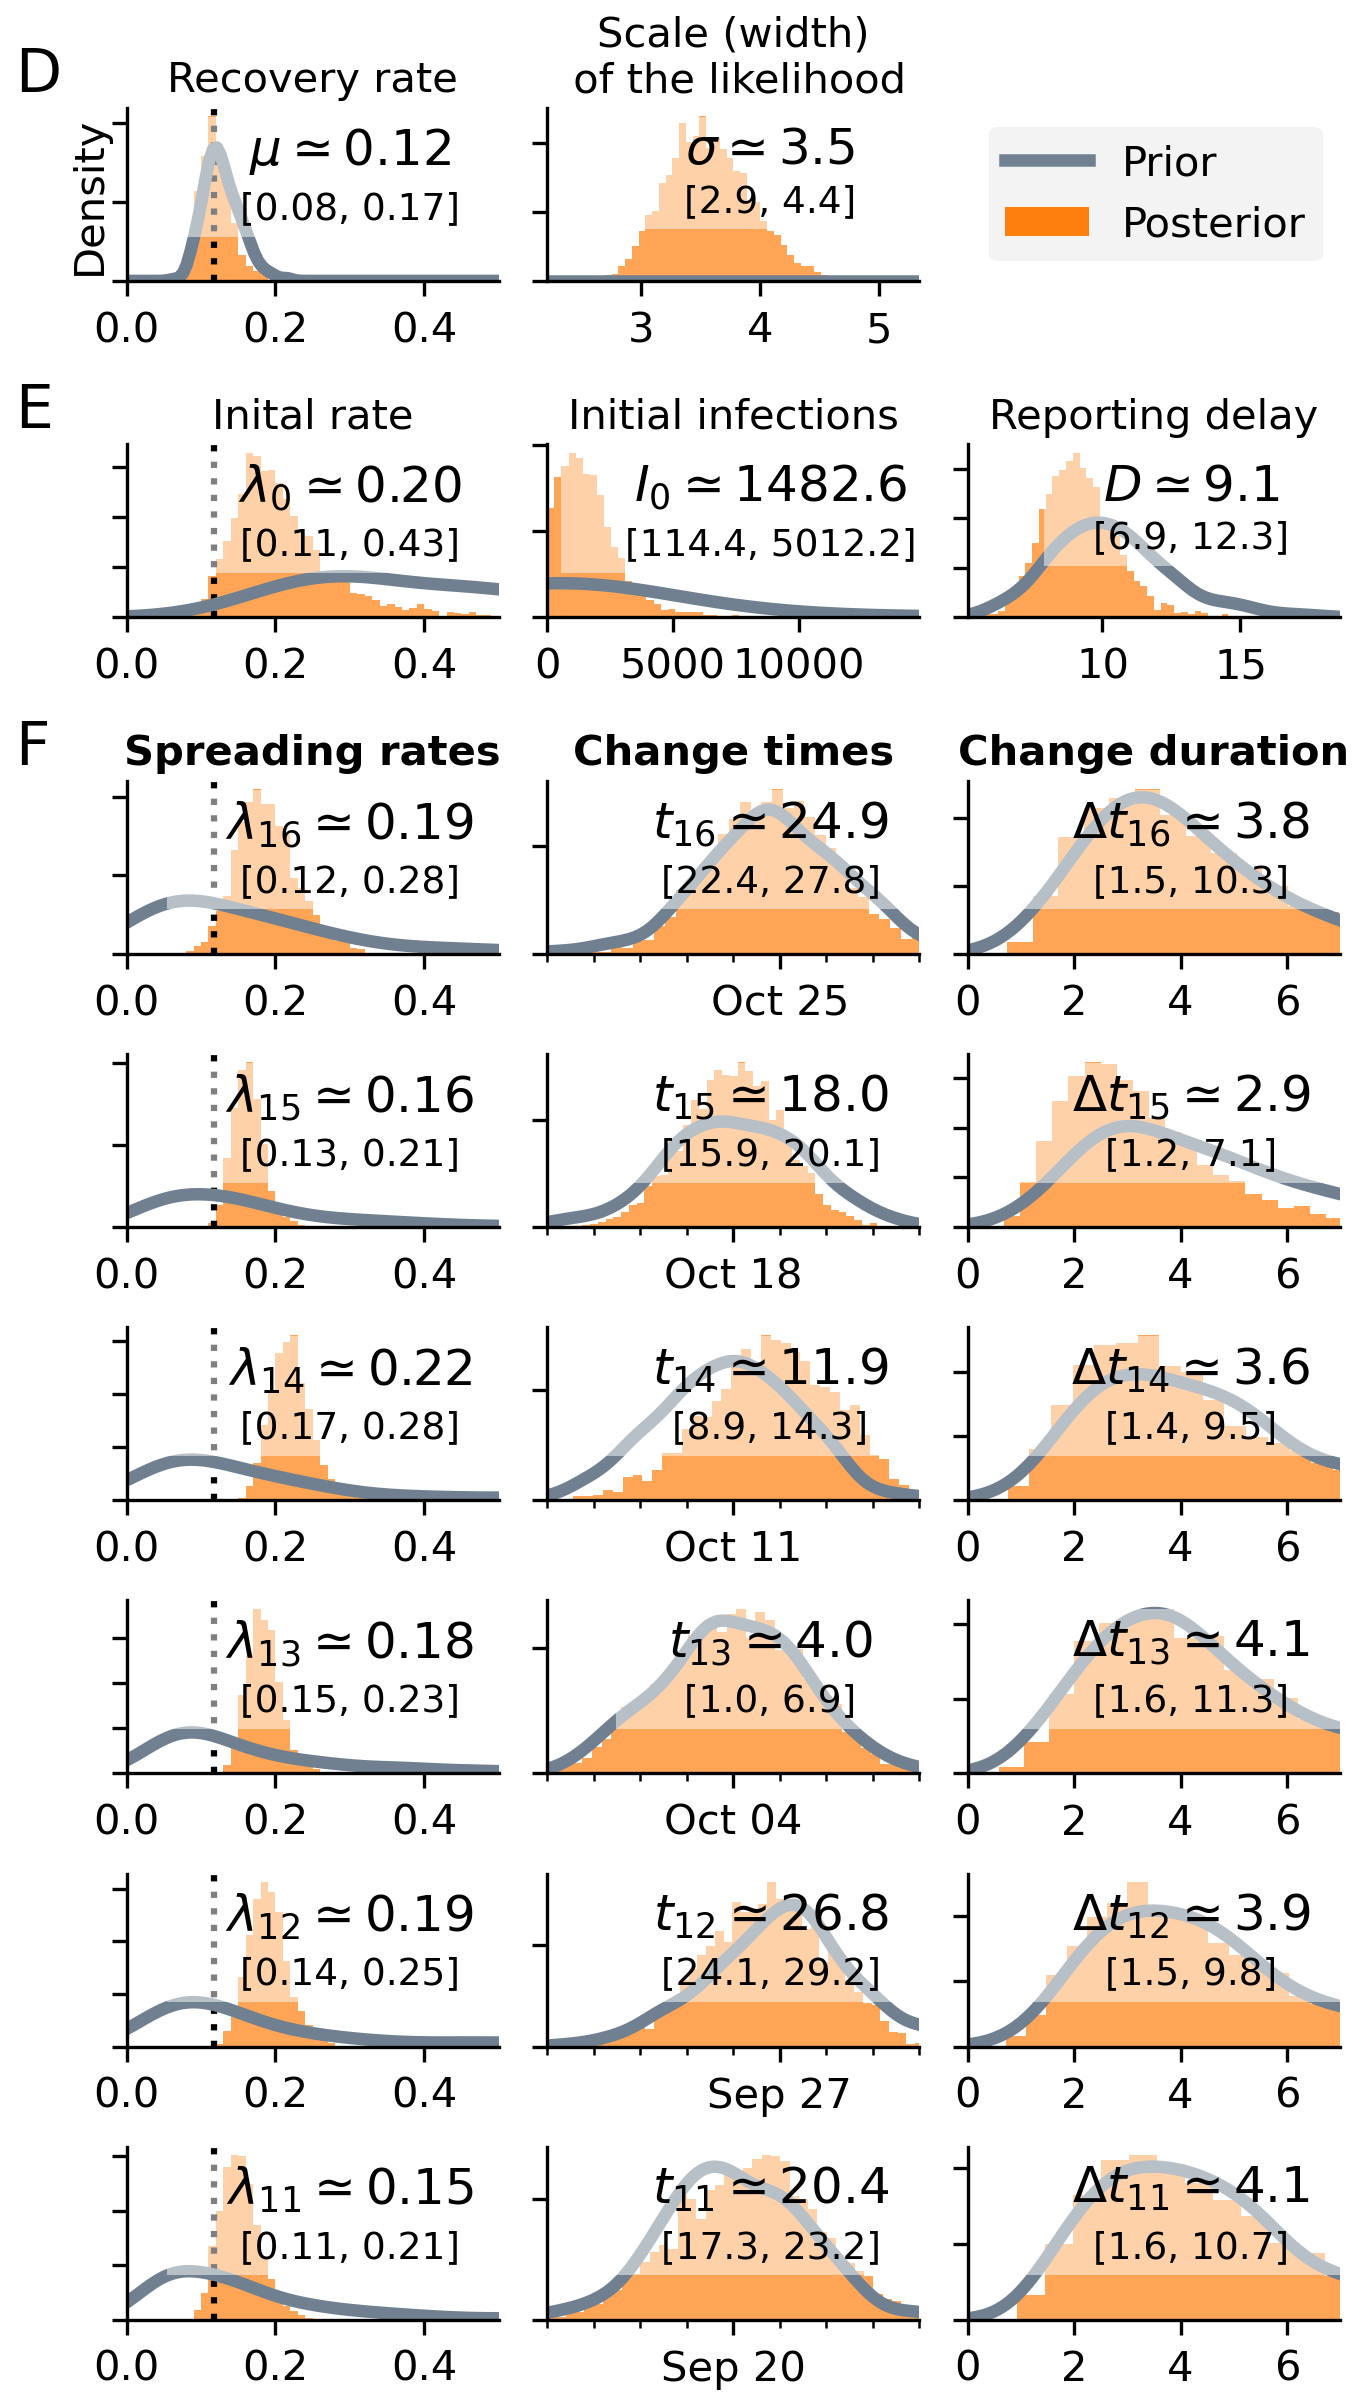 D
Recovery rate
Scale (width)
of the likelihood
Density
μ ≃ 0.12
[0.08, 0.17]
0.0 0.2 0.4
σ ≃ 3.5
[2.9, 4.4]
3 4 5
Prior
Posterior
E
Inital rate
λ0 ≃ 0.20
[0.11, 0.43]
0.0 0.2 0.4
Initial infections
I0 ≃ 1482.6
[114.4, 5012.2]
0 5000 10000
Reporting delay
D ≃ 9.1
[6.9, 12.3]
10 15
F
Spreading rates
Change times
Change duration
λ16 ≃ 0.19
[0.12, 0.28]
0.0 0.2 0.4
t16 ≃ 24.9
[22.4, 27.8]
Oct 25
Δt16 ≃ 3.8
[1.5, 10.3]
0 2 4 6
λ15 ≃ 0.16
[0.13, 0.21]
0.0 0.2 0.4
t15 ≃ 18.0
[15.9, 20.1]
Oct 18
Δt15 ≃ 2.9
[1.2, 7.1]
0 2 4 6
λ14 ≃ 0.22
[0.17, 0.28]
0.0 0.2 0.4
t14 ≃ 11.9
[8.9, 14.3]
Oct 11
Δt14 ≃ 3.6
[1.4, 9.5]
0 2 4 6
λ13 ≃ 0.18
[0.15, 0.23]
0.0 0.2 0.4
t13 ≃ 4.0
[1.0, 6.9]
Oct 04
Δt13 ≃ 4.1
[1.6, 11.3]
0 2 4 6
λ12 ≃ 0.19
[0.14, 0.25]
0.0 0.2 0.4
t12 ≃ 26.8
[24.1, 29.2]
Sep 27
Δt12 ≃ 3.9
[1.5, 9.8]
0 2 4 6
λ11 ≃ 0.15
[0.11, 0.21]
0.0 0.2 0.4
t11 ≃ 20.4
[17.3, 23.2]
Sep 20
Δt11 ≃ 4.1
[1.6, 10.7]
0 2 4 6